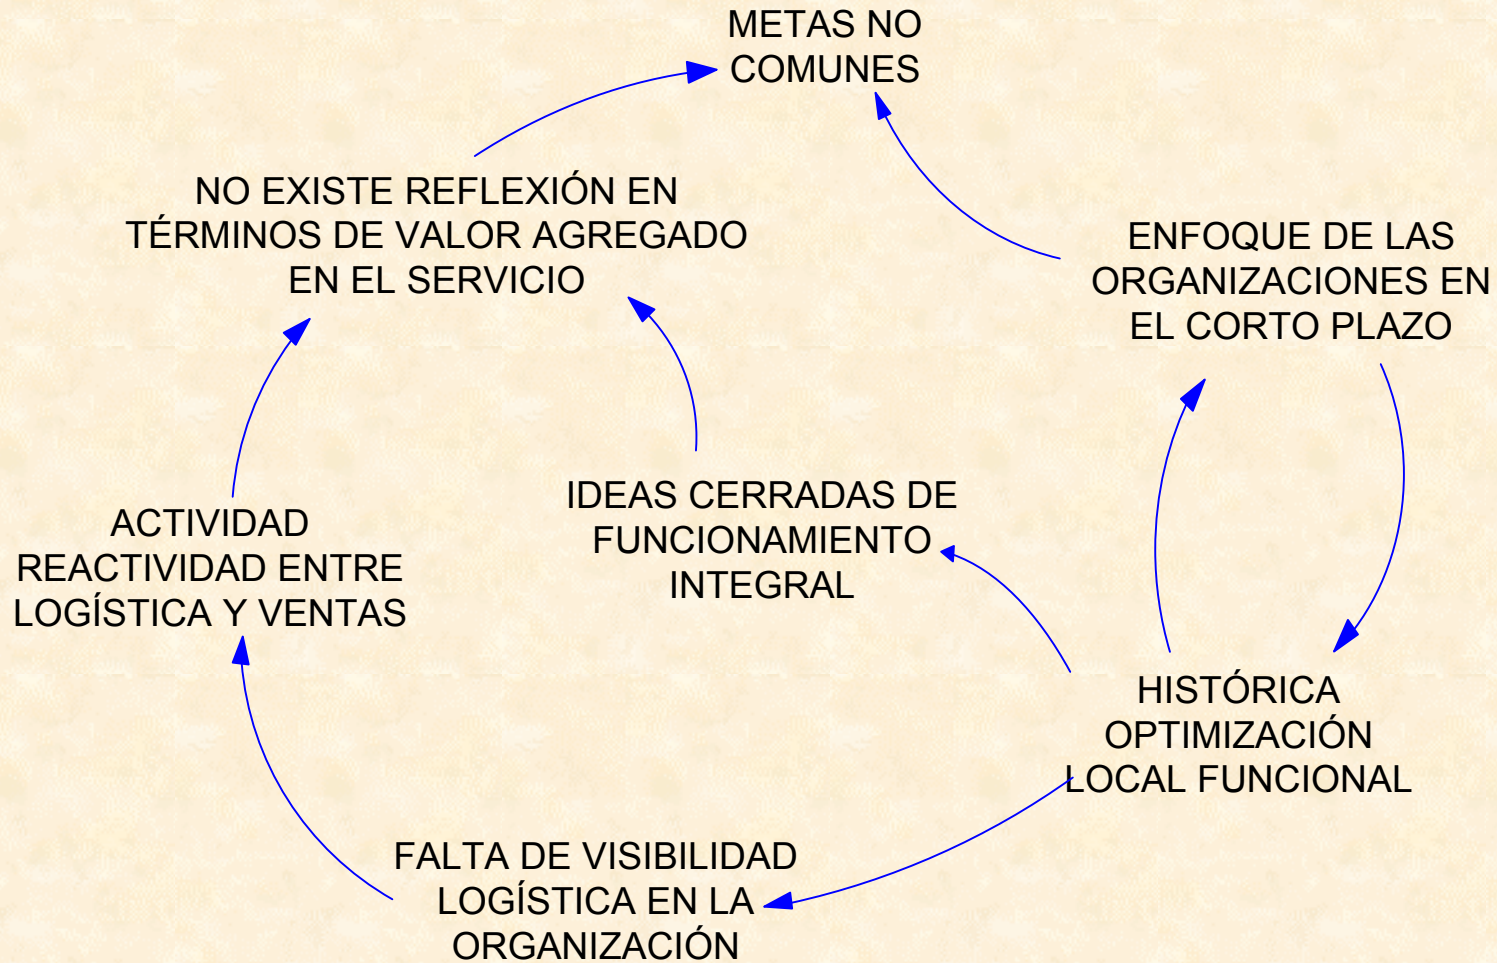 METAS NO
COMUNES
NO EXISTE REFLEXIÓN EN
TÉRMINOS DE VALOR AGREGADO
EN EL SERVICIO
ENFOQUE DE LAS
ORGANIZACIONES EN
EL CORTO PLAZO
IDEAS CERRADAS DE
FUNCIONAMIENTO
INTEGRAL
ACTIVIDAD
REACTIVIDAD ENTRE
LOGÍSTICA Y VENTAS
HISTÓRICA
OPTIMIZACIÓN
LOCAL FUNCIONAL
FALTA DE VISIBILIDAD
LOGÍSTICA EN LA
ORGANIZACIÓN